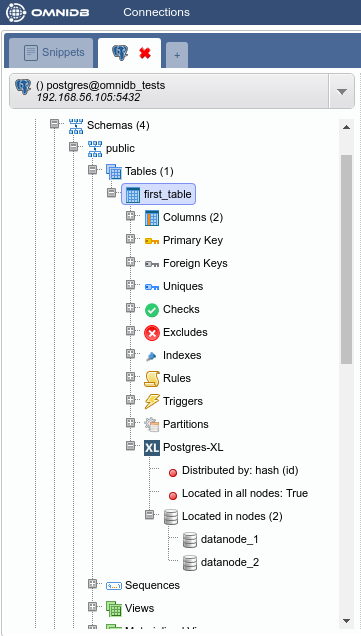 OMNIDB Connections
Snippets
+
() postgres@omnidb_tests
192.168.56.105:5432
Schemas (4)
public
Tables (1)
first_table
Columns (2)
Primary Key
Foreign Keys
Uniques
Checks
Excludes
Indexes
Rules
Triggers
Partitions
XL Postgres-XL
Distributed by: hash (id)
Located in all nodes: True
Located in nodes (2)
datanode_1
datanode_2
Sequences
Views